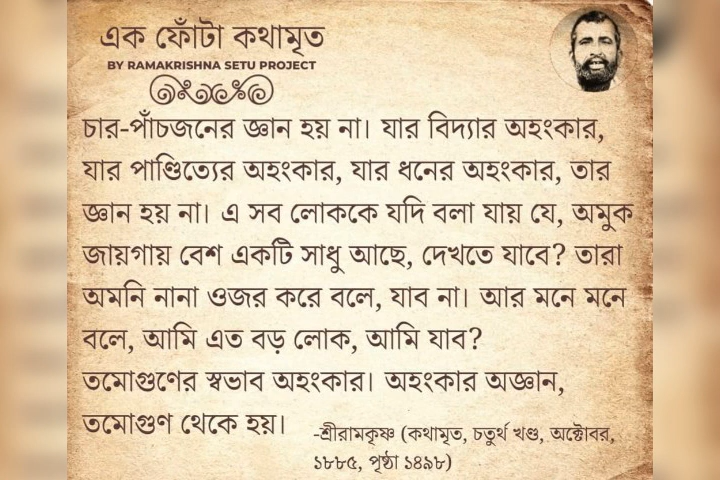 এক ফোঁটা কথামৃত
BY RAMAKRISHNA SETU PROJECT
চার-পাঁচজনের জ্ঞান হয় না। যার বিদ্যার অহংকার,
যার পাণ্ডিত্যের অহংকার, যার ধনের অহংকার, তার
জ্ঞান হয় না। এ সব লোককে যদি বলা যায় যে, অমুক
জায়গায় বেশ একটি সাধু আছে, দেখতে যাবে? তারা
অমনি নানা ওজর করে বলে, যাব না। আর মনে মনে
বলে, আমি এত বড় লোক, আমি যাব?
তমোগুণের স্বভাব অহংকার। অহংকার অজ্ঞান,
তমোগুণ থেকে হয়।
-শ্রীরামকৃষ্ণ (কথামৃত, চতুর্থ খণ্ড, অক্টোবর,
১৮৮৫, পৃষ্ঠা ১৪৯৮)